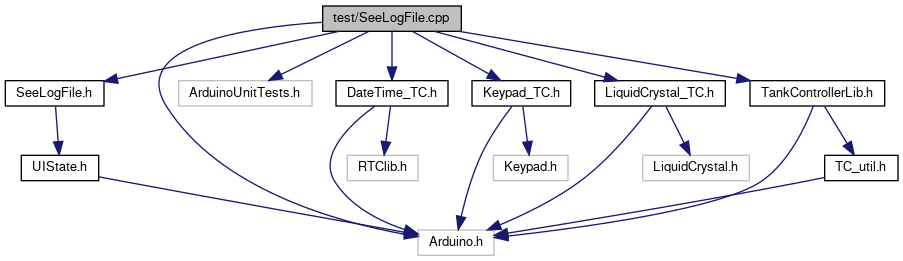 test/SeeLogFile.cpp
SeeLogFile.h
ArduinoUnitTests.h
DateTime_TC.h
Keypad_TC.h
LiquidCrystal_TC.h
TankControllerLib.h
UIState.h
RTClib.h
Keypad.h
LiquidCrystal.h
TC_util.h
Arduino.h